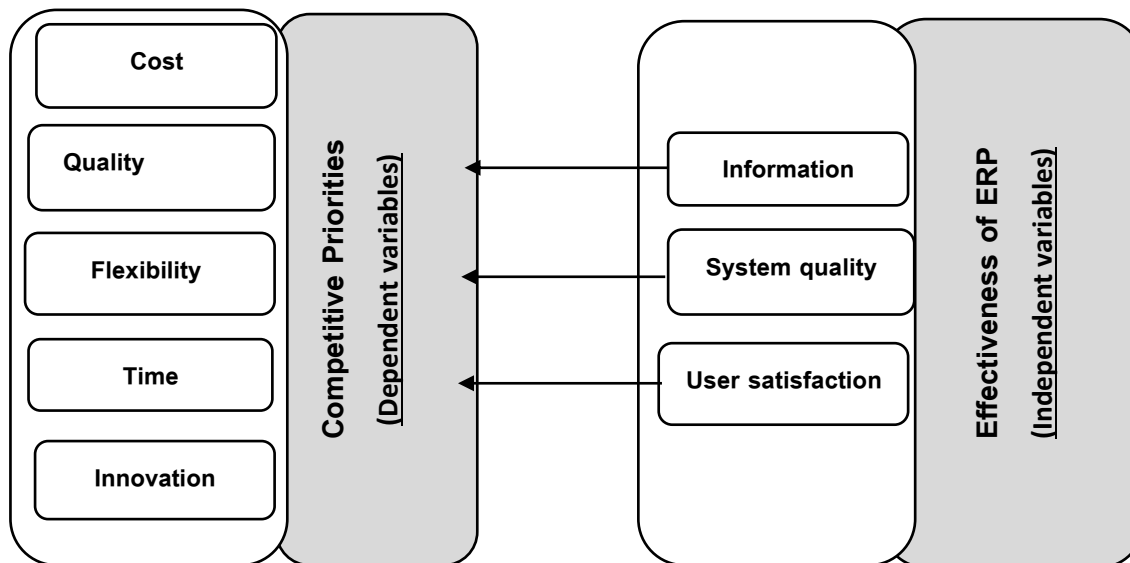 Cost
Quality
Flexibility
Time
Innovation
Competitive Priorities
(Dependent variables)
Information
System quality
User satisfaction
Effectiveness of ERP
(Independent variables)